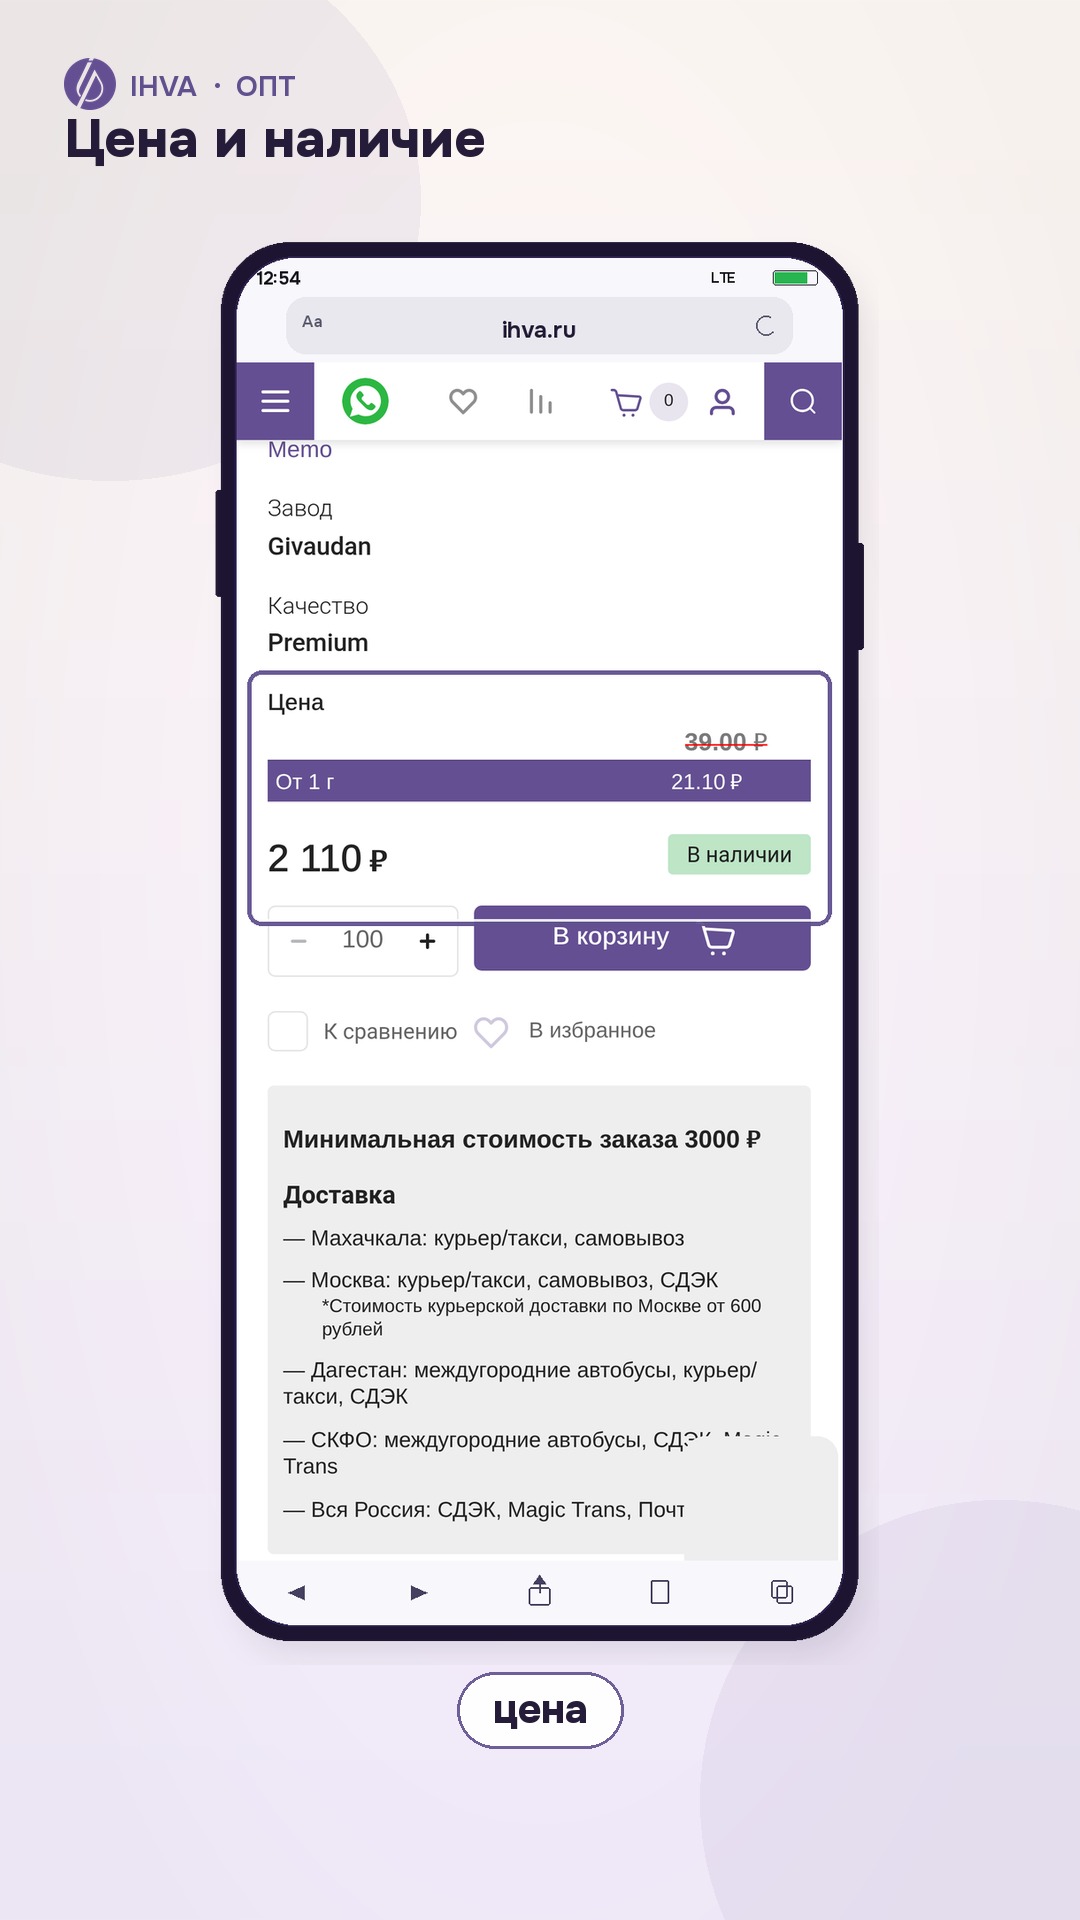 IHVA · ОПТ
Цена и наличие
12:54
LTE
Aa
ihva.ru
0
Memo
Завод
Givaudan
Качество
Premium
Цена
39.00 ₽
От 1 г 21.10 ₽
2 110 ₽
В наличии
− 100 +
В корзину
К сравнению
В избранное
Минимальная стоимость заказа 3000 ₽
Доставка
— Махачкала: курьер/такси, самовывоз
— Москва: курьер/такси, самовывоз, СДЭК
*Стоимость курьерской доставки по Москве от 600
рублей
— Дагестан: междугородние автобусы, курьер/
такси, СДЭК
— СКФО: междугородние автобусы, СДЭК, Magic
Trans
— Вся Россия: СДЭК, Magic Trans, Почт
цена